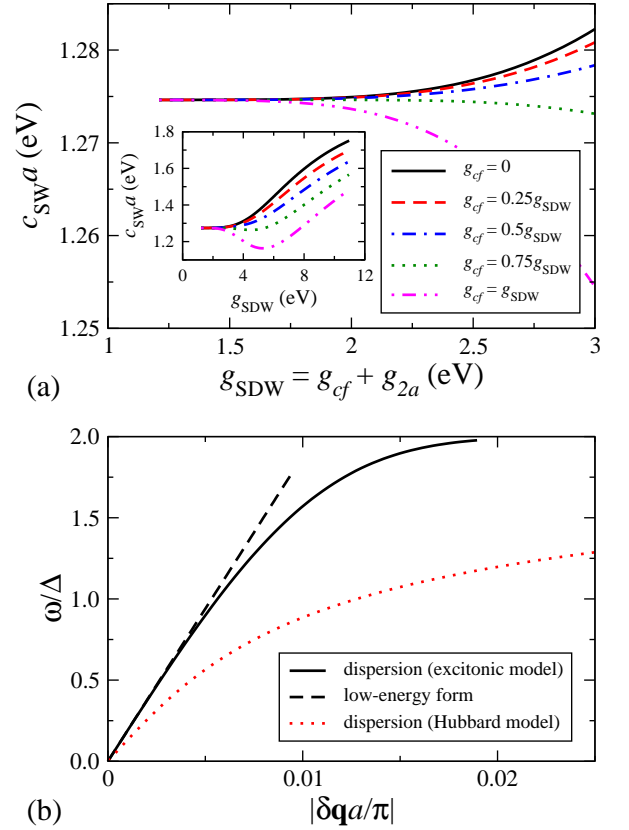 1.28
1.27
1.26
1.25
c_SW a (eV)
1.8
1.6
1.4
1.2
c_SW a (eV)
0 4 8 12
g_SDW (eV)
g_cf = 0
g_cf = 0.25g_SDW
g_cf = 0.5g_SDW
g_cf = 0.75g_SDW
g_cf = g_SDW
1 1.5 2 2.5 3
(a)
g_SDW = g_cf + g_2a (eV)
2.0
1.5
1.0
0.5
0.0
ω/Δ
dispersion (excitonic model)
low-energy form
dispersion (Hubbard model)
0 0.01 0.02
(b)
|δqa/π|